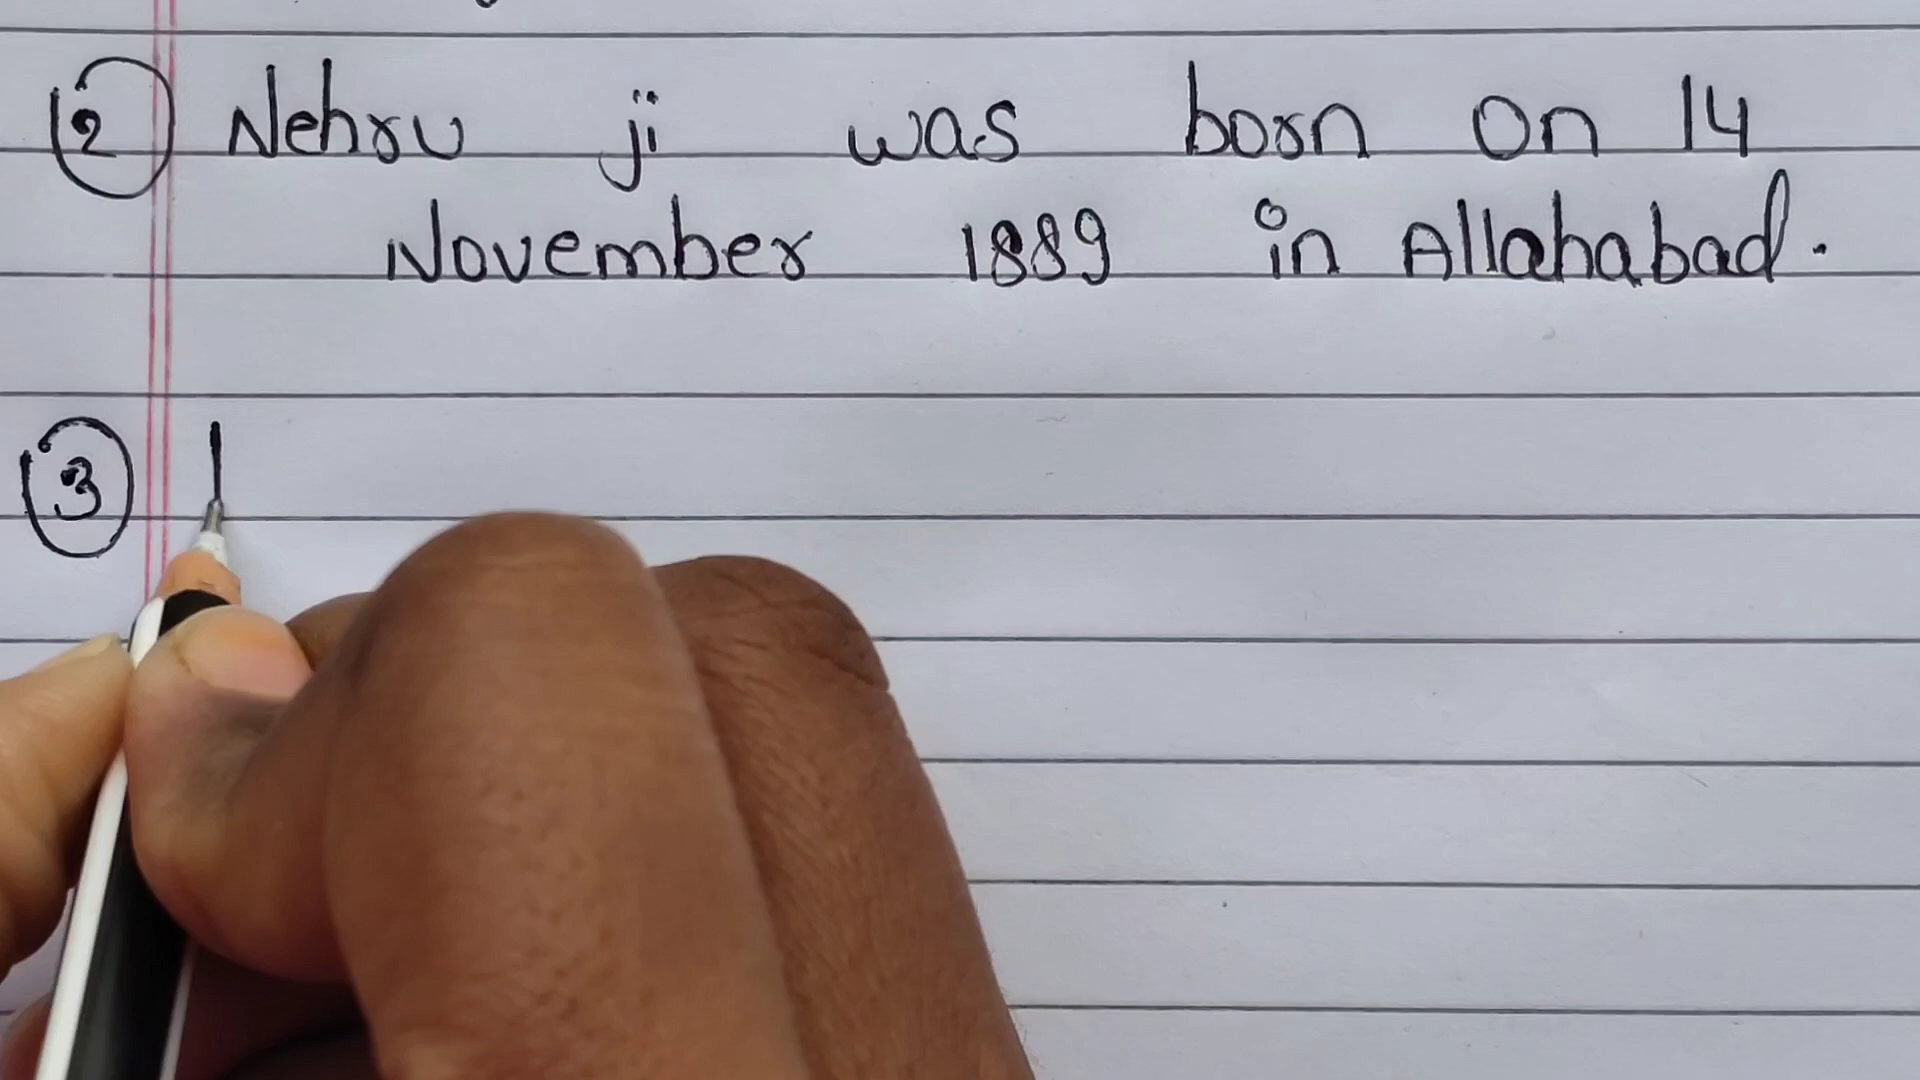 ② Nehru ji was born on 14
November 1889 in Allahabad.
③